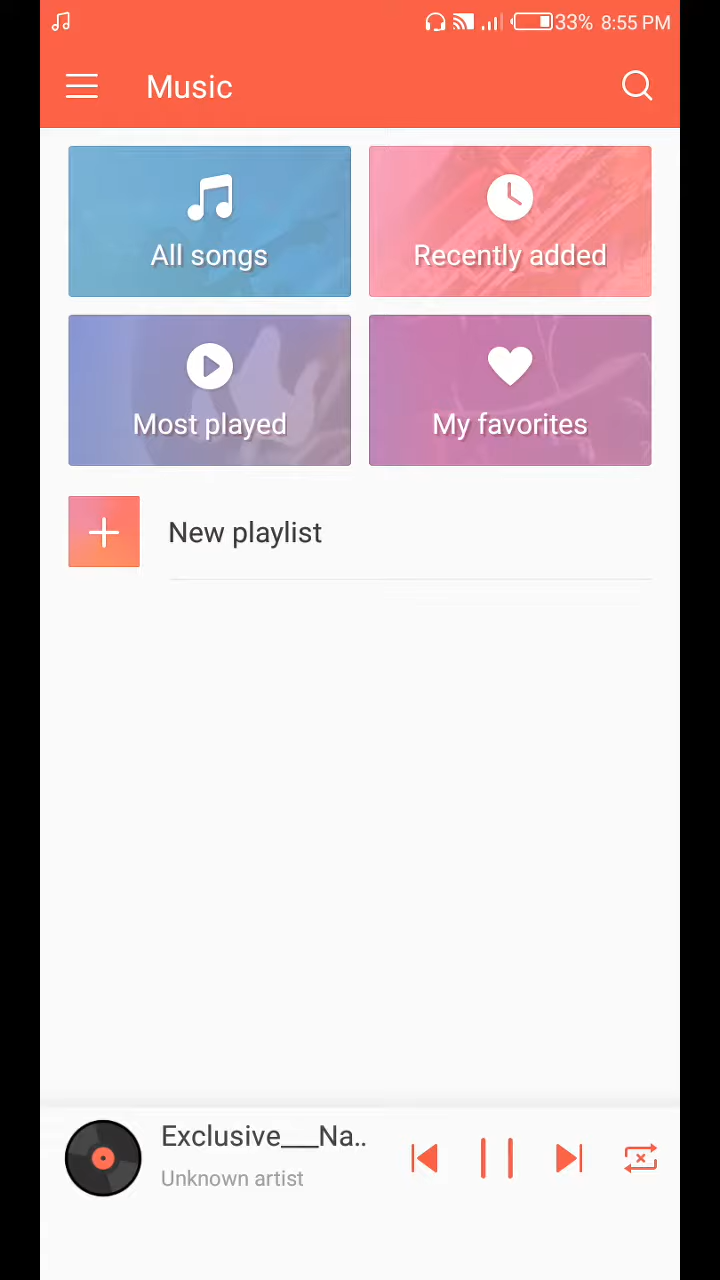 33% 8:55 PM
Music
All songs
Recently added
Most played
My favorites
New playlist
Exclusive___Na..
Unknown artist